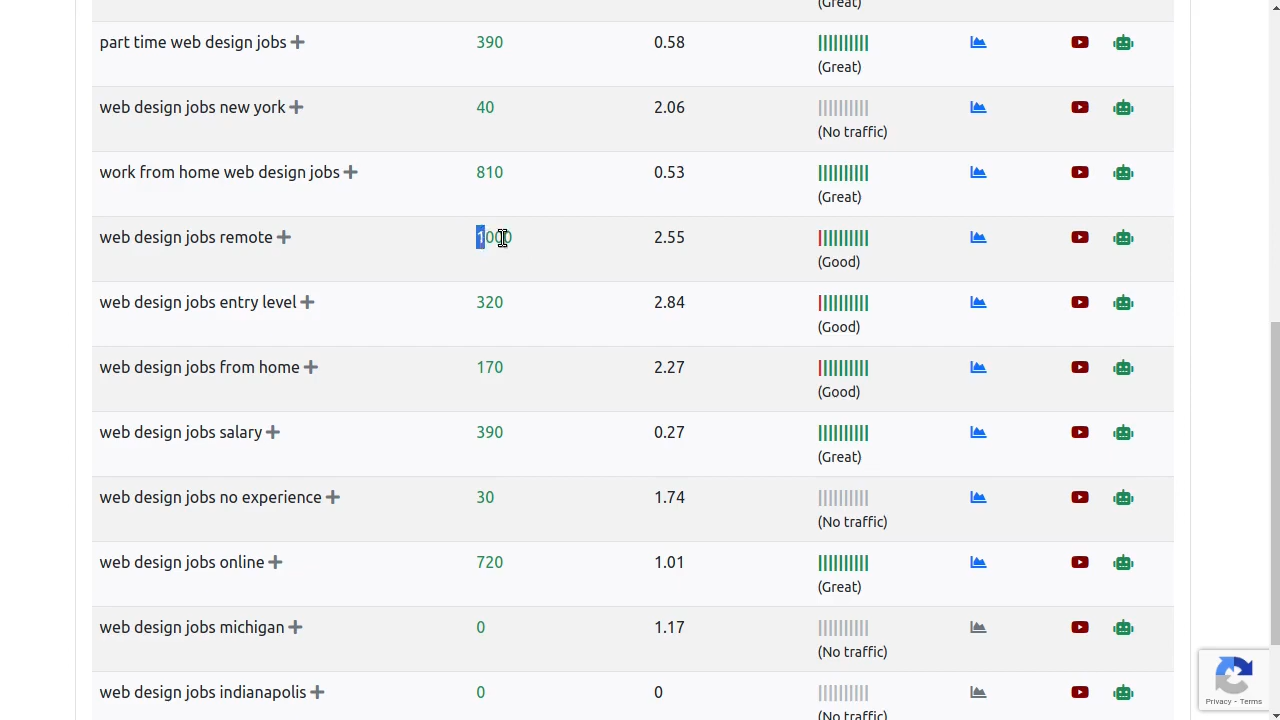 (Great)
part time web design jobs 390 0.58
(Great)
web design jobs new york 40 2.06
(No traffic)
work from home web design jobs 810 0.53
(Great)
web design jobs remote 1000 2.55
(Good)
web design jobs entry level 320 2.84
(Good)
web design jobs from home 170 2.27
(Good)
web design jobs salary 390 0.27
(Great)
web design jobs no experience 30 1.74
(No traffic)
web design jobs online 720 1.01
(Great)
web design jobs michigan 0 1.17
(No traffic)
web design jobs indianapolis 0 0
(No traffic)
Privacy - Terms